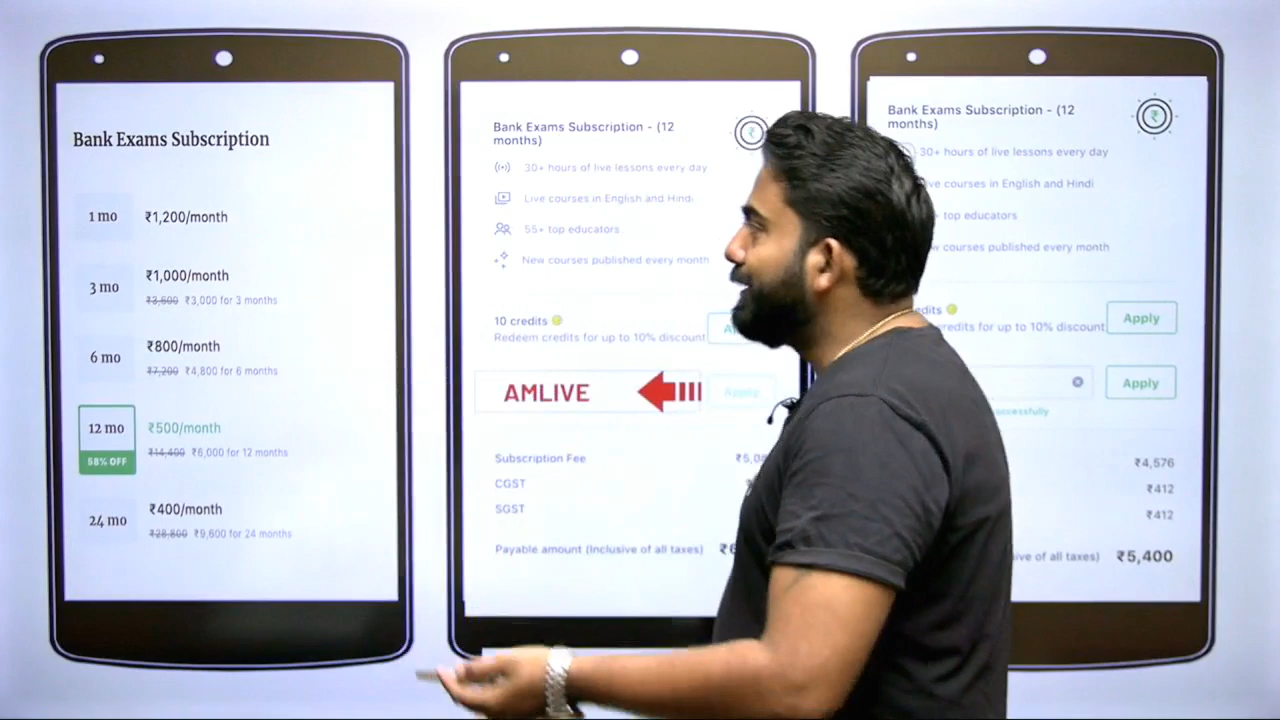 Bank Exams Subscription
1 mo
₹1,200/month
3 mo
₹1,000/month
₹3,600 ₹3,000 for 3 months
6 mo
₹800/month
₹7,200 ₹4,800 for 6 months
12 mo
58% OFF
₹500/month
₹14,400 ₹6,000 for 12 months
24 mo
₹400/month
₹28,800 ₹9,600 for 24 months
Bank Exams Subscription - (12
months)
₹
30+ hours of live lessons every day
Live courses in English and Hindi
55+ top educators
New courses published every month
10 credits
Redeem credits for up to 10% discount
AMLIVE
Apply
Subscription Fee
CGST
SGST
Payable amount (Inclusive of all taxes)
Bank Exams Subscription - (12
months)
₹
30+ hours of live lessons every day
courses in English and Hindi
top educators
courses published every month
credits for up to 10% discount
Apply
Apply
successfully
₹4,576
₹412
₹412
of all taxes) ₹5,400